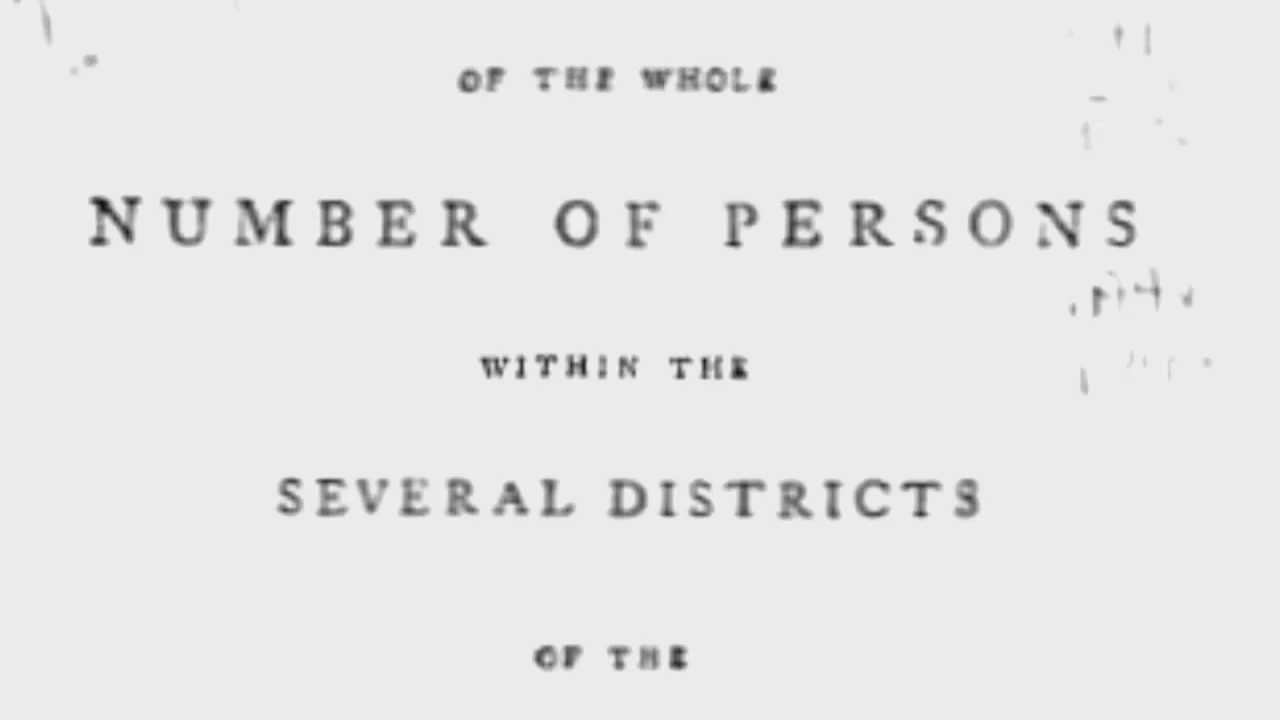 OF THE WHOLE
NUMBER OF PERSONS
WITHIN THE
SEVERAL DISTRICTS
OF THE